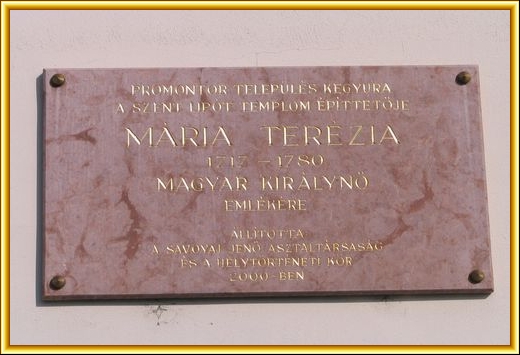 PROMONTOR TELEPÜLÉS KEGYURA
A SZENT LIPÓT TEMPLOM ÉPÍTTETŐJE
MÁRIA TERÉZIA
1717 - 1780
MAGYAR KIRÁLYNŐ
EMLÉKÉRE
ÁLLÍTOTTA
A SAVOYAI JENŐ ASZTALTÁRSASÁG
ÉS A HELYTÖRTÉNETI KÖR
2000-BEN